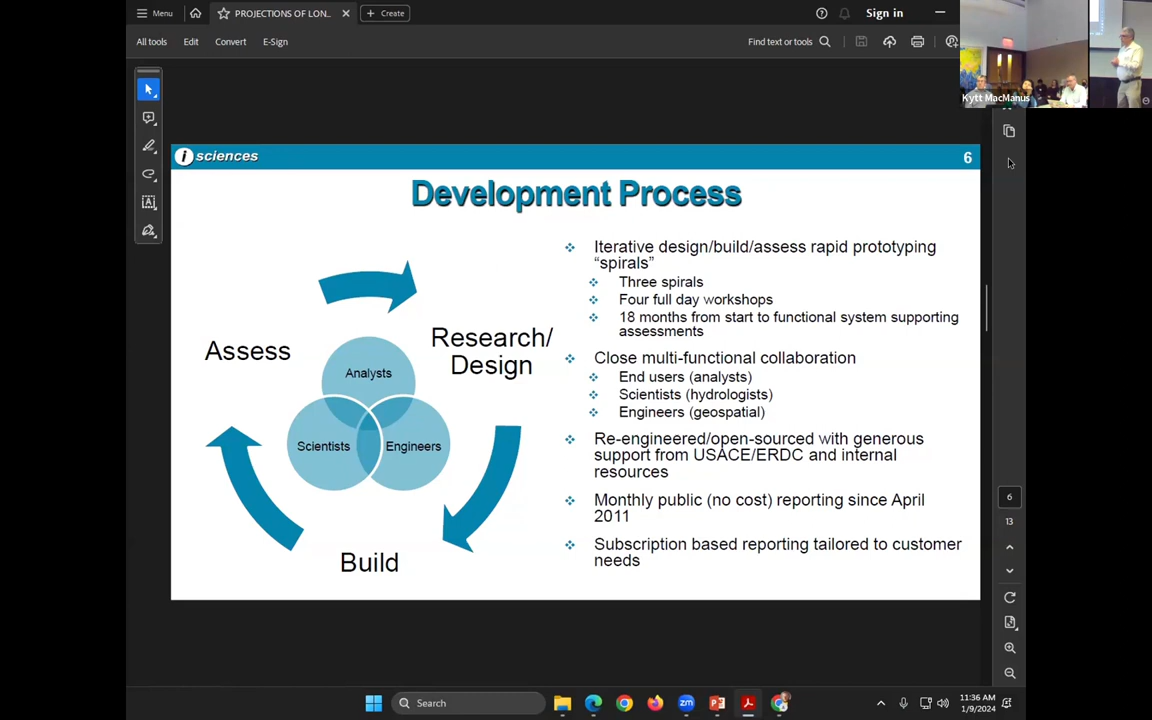 Menu
PROJECTIONS OF LON...
Create
Sign in
All tools
Edit
Convert
E-Sign
Find text or tools
Kytt MacManus
i sciences
6
Development Process
Assess
Research/
Design
Build
Analysts
Scientists
Engineers
Iterative design/build/assess rapid prototyping
“spirals”
Three spirals
Four full day workshops
18 months from start to functional system supporting
assessments
Close multi-functional collaboration
End users (analysts)
Scientists (hydrologists)
Engineers (geospatial)
Re-engineered/open-sourced with generous
support from USACE/ERDC and internal
resources
Monthly public (no cost) reporting since April
2011
Subscription based reporting tailored to customer
needs
6
13
Search
11:36 AM
1/9/2024